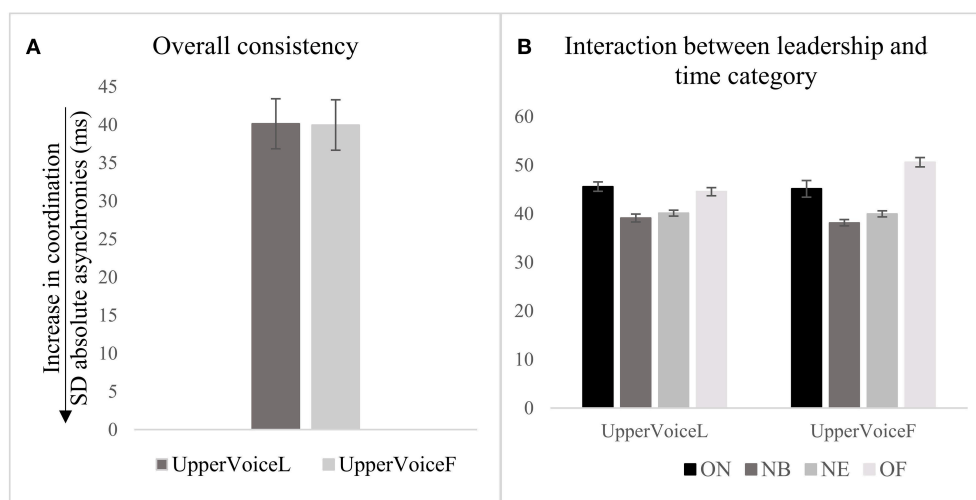 A
Overall consistency
Increase in coordination
SD absolute asynchronies (ms)
45
40
35
30
25
20
15
10
5
0
UpperVoiceL UpperVoiceF
B
Interaction between leadership and
time category
60
50
40
30
20
10
0
UpperVoiceL UpperVoiceF
ON NB NE OF